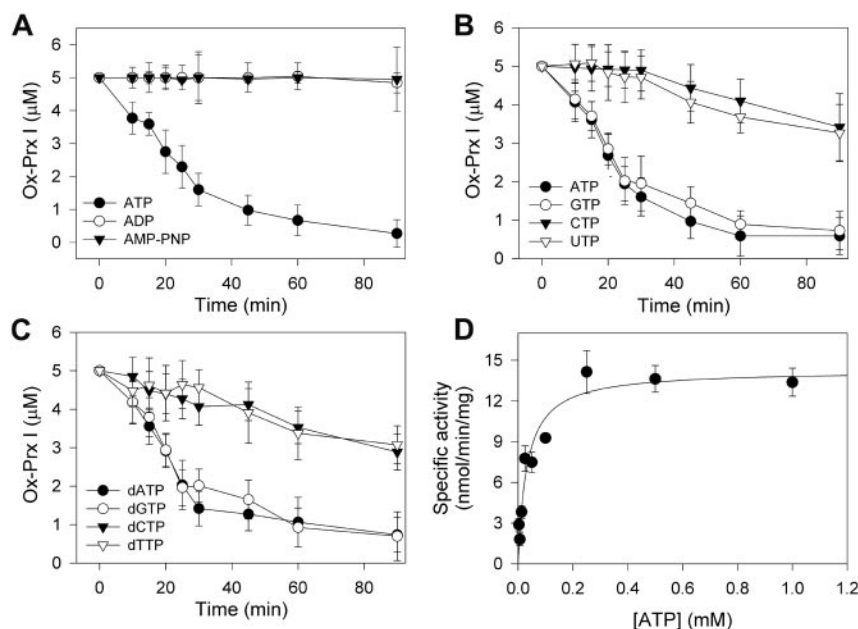 A
Ox-Prx I (μM)
6
5
4
3
2
1
0
ATP
ADP
AMP-PNP
0 20 40 60 80
Time (min)
B
Ox-Prx I (μM)
6
5
4
3
2
1
0
ATP
GTP
CTP
UTP
0 20 40 60 80
Time (min)
C
Ox-Prx I (μM)
6
5
4
3
2
1
0
dATP
dGTP
dCTP
dTTP
0 20 40 60 80
Time (min)
D
Specific activity
(nmol/min/mg)
15
12
9
6
3
0
0.0 0.2 0.4 0.6 0.8 1.0 1.2
[ATP] (mM)